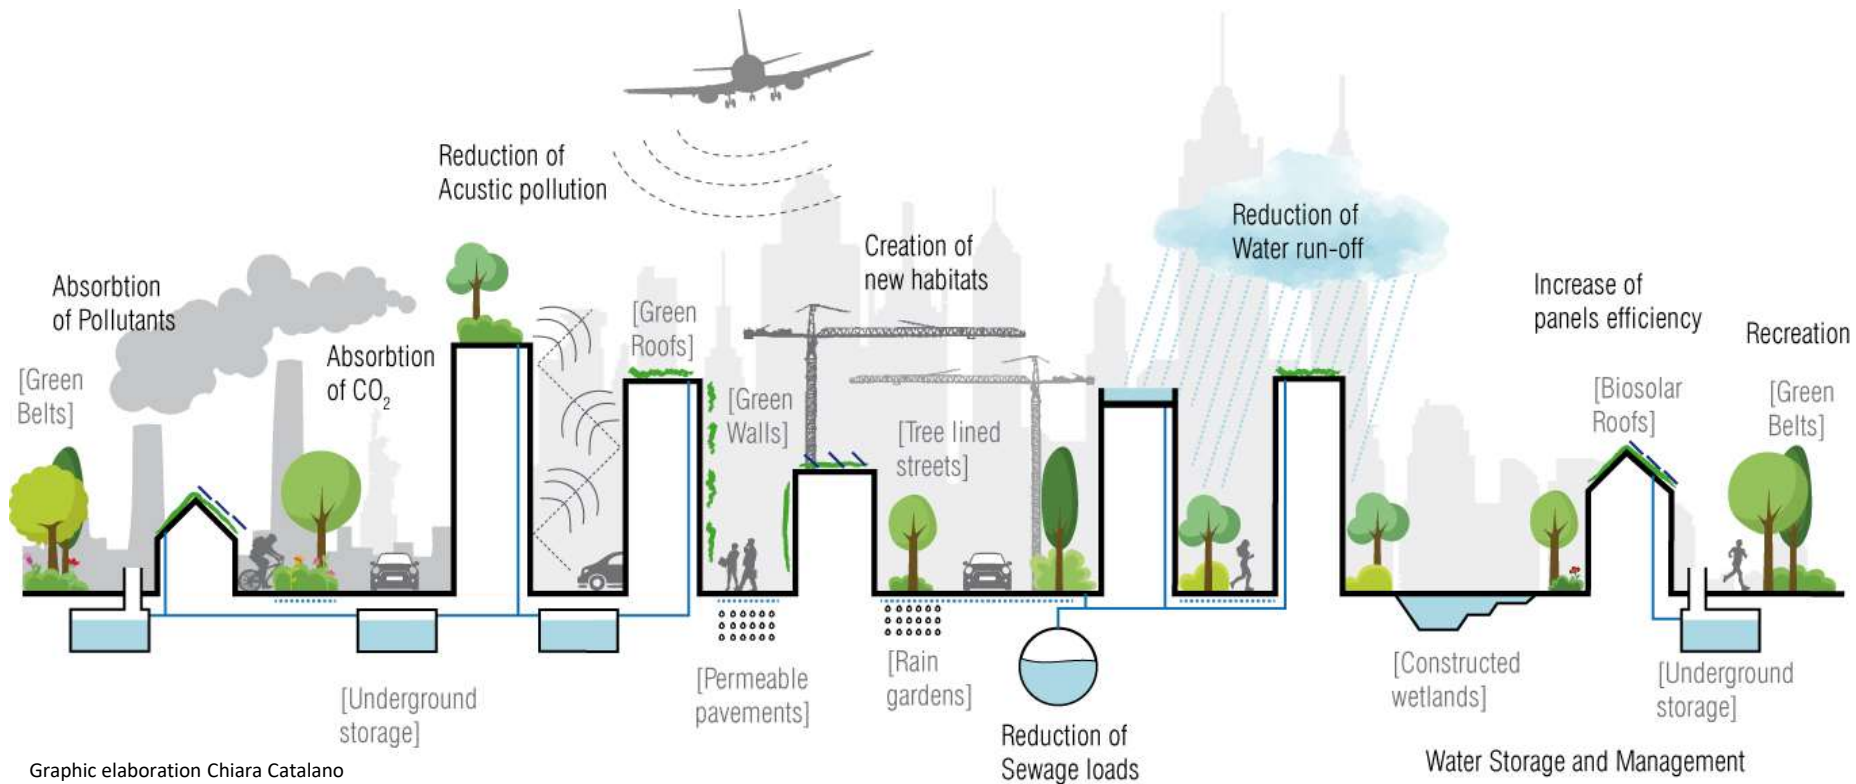 Reduction of
Acustic pollution
Creation of
new habitats
Reduction of
Water run-off
Absorbtion
of Pollutants
Absorbtion
of CO₂
Increase of
panels efficiency
Recreation
[Green
Belts]
[Green
Roofs]
[Green
Walls]
[Tree lined
streets]
[Biosolar
Roofs]
[Green
Belts]
[Underground
storage]
[Permeable
pavements]
[Rain
gardens]
Reduction of
Sewage loads
[Constructed
wetlands]
[Underground
storage]
Water Storage and Management
Graphic elaboration Chiara Catalano